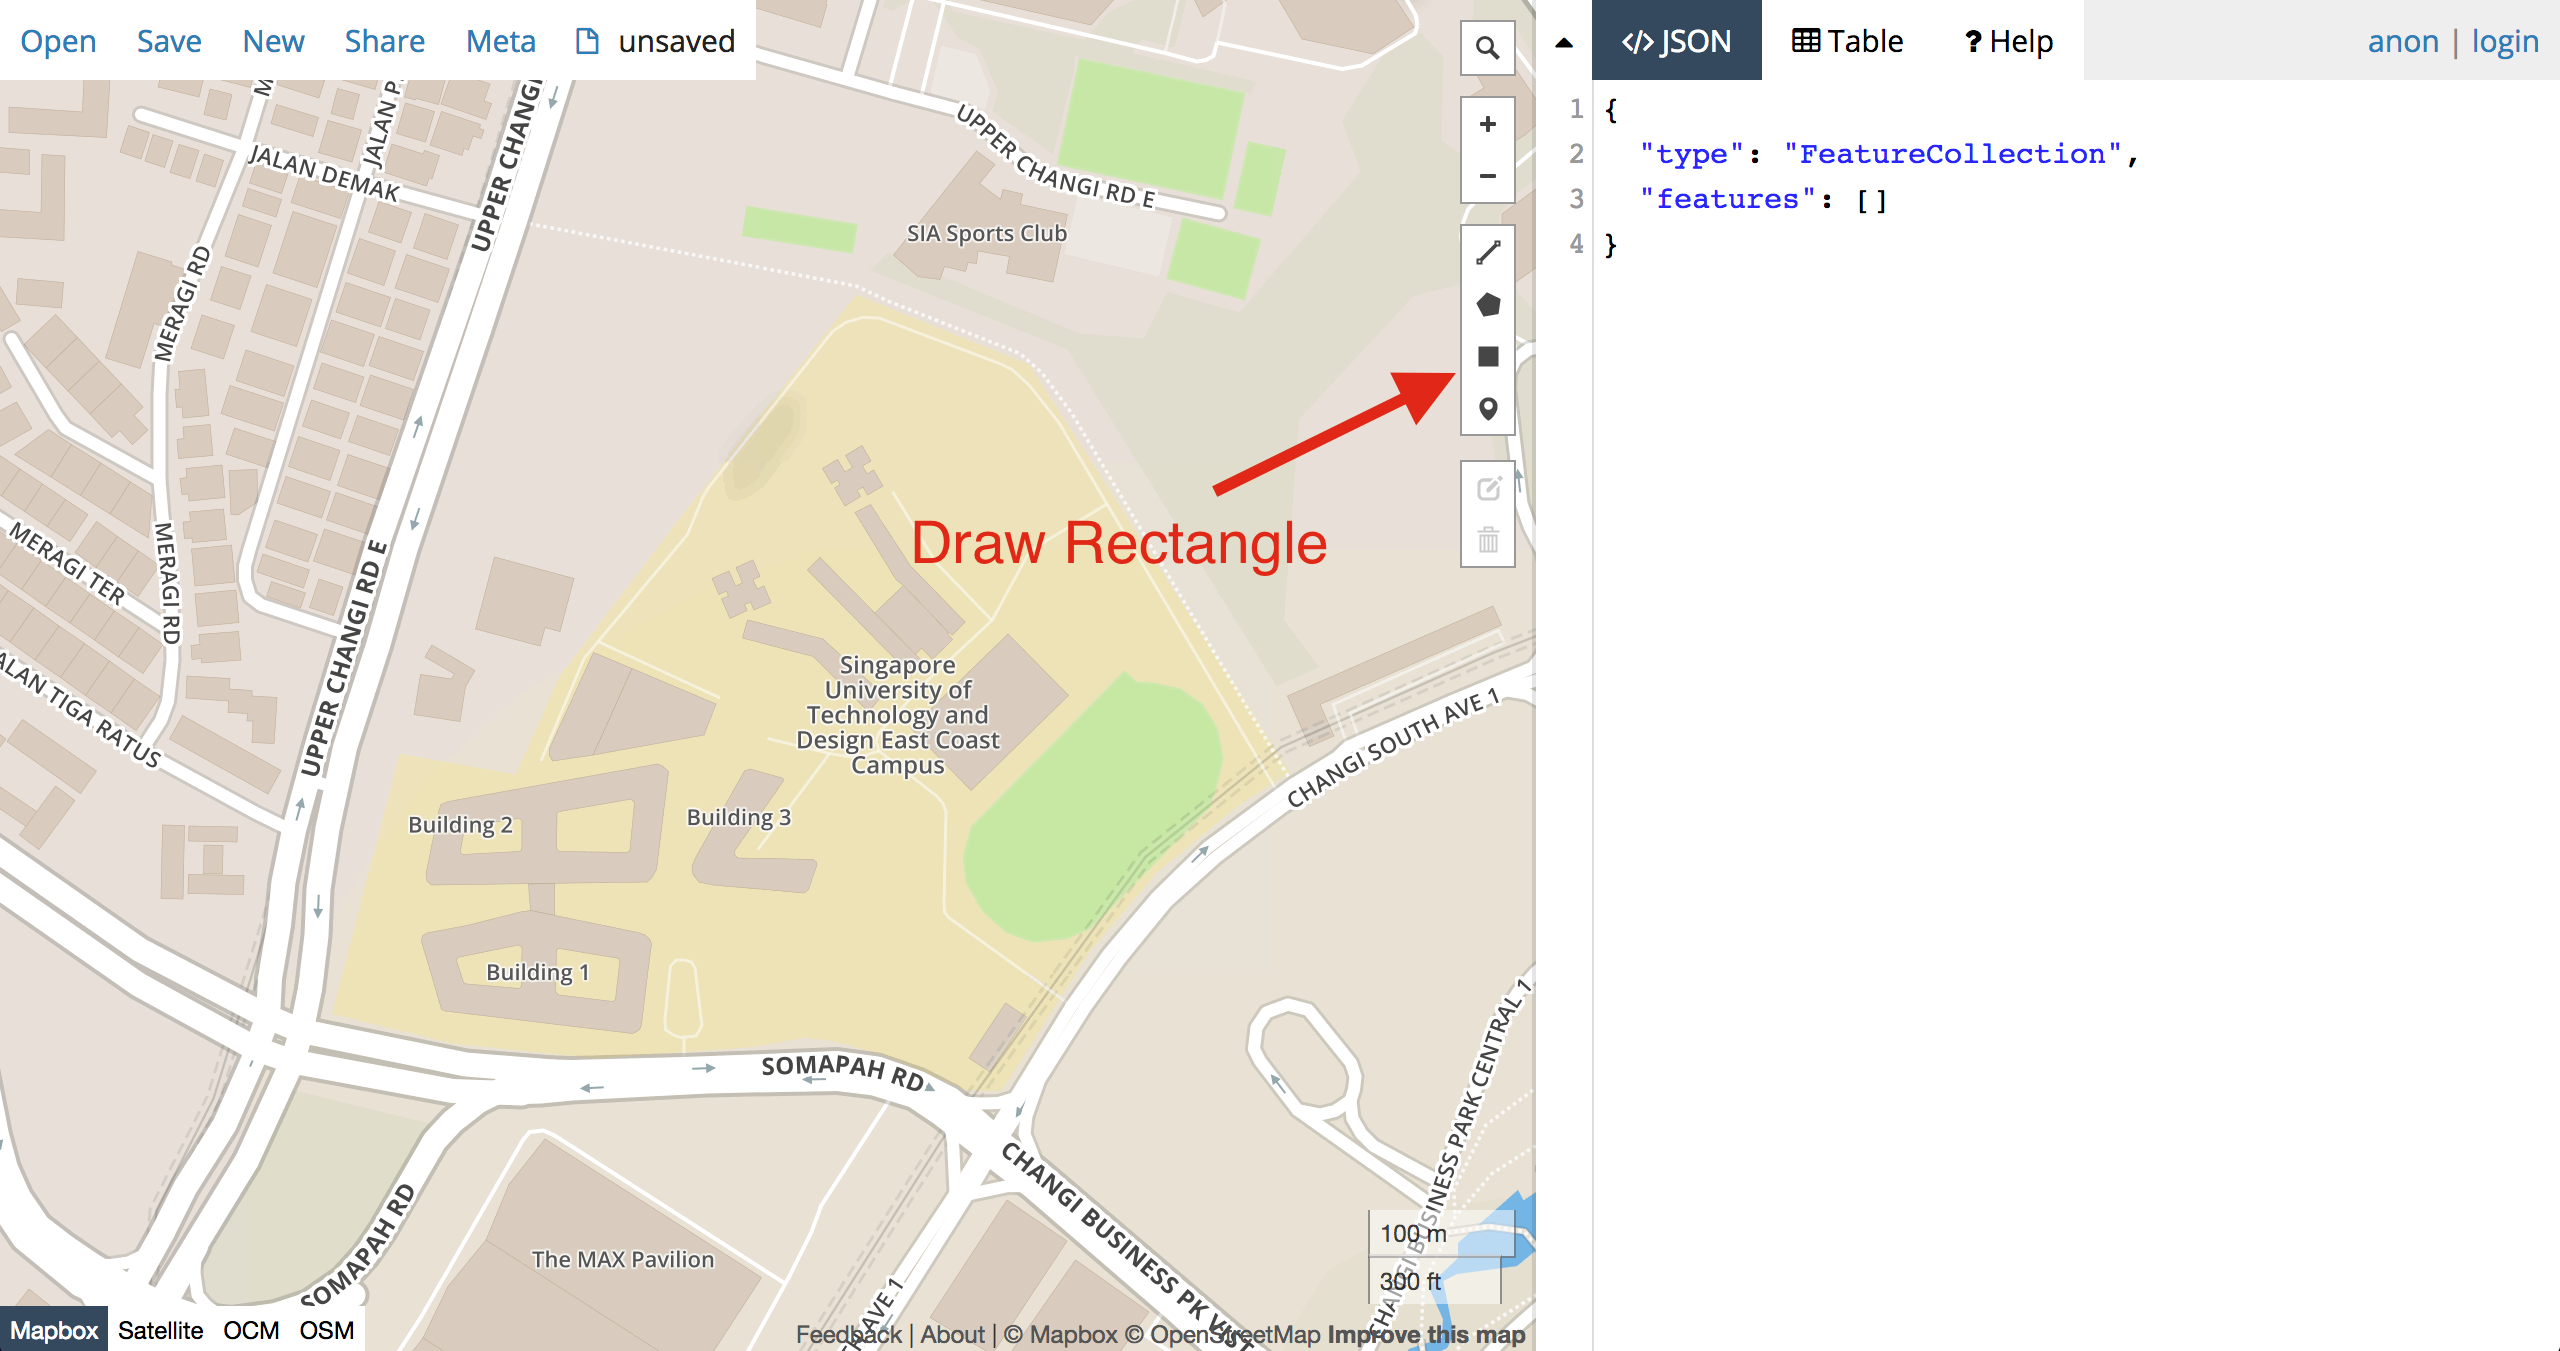 Open Save New Share Meta unsaved
</> JSON Table ? Help
anon | login
1 {
2 "type": "FeatureCollection",
3 "features": []
4 }
JALAN DEMAK
UPPER CHANGI RD E
SIA Sports Club
MERAGI RD
Draw Rectangle
MERAGI TER
MERAGI RD
UPPER CHANGI RD E
Singapore
University of
Technology and
Design East Coast
Campus
ALAN TIGA RATUS
CHANGI SOUTH AVE 1
Building 2
Building 3
Building 1
SOMAPAH RD
CHANGI BUSINESS PARK CENTRAL 1
CHANGI BUSINESS PK VIST
SOMAPAH RD
The MAX Pavilion
AVE 1
100 m
300 ft
Mapbox Satellite OCM OSM
Feedback | About | © Mapbox © OpenStreetMap Improve this map
UPPER CHANGI
JALAN P